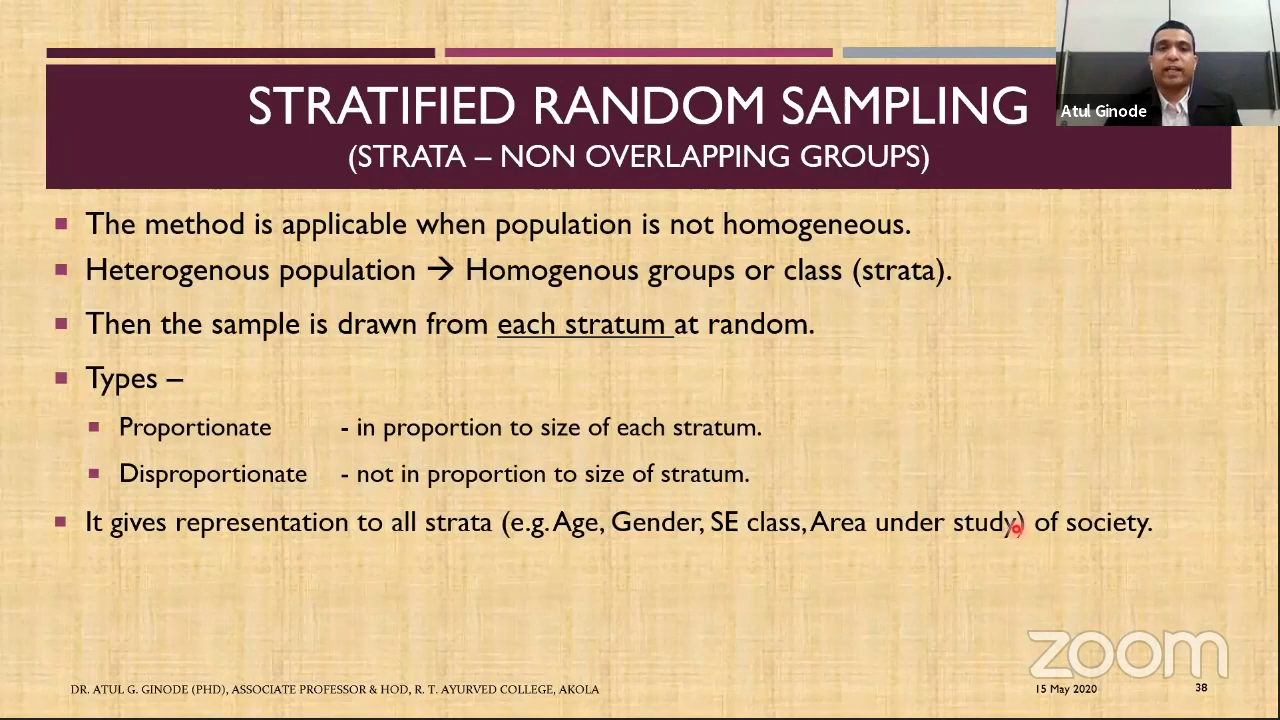 STRATIFIED RANDOM SAMPLING
(STRATA – NON OVERLAPPING GROUPS)
Atul Ginode
The method is applicable when population is not homogeneous.
Heterogenous population → Homogenous groups or class (strata).
Then the sample is drawn from each stratum at random.
Types –
Proportionate - in proportion to size of each stratum.
Disproportionate - not in proportion to size of stratum.
It gives representation to all strata (e.g. Age, Gender, SE class, Area under study) of society.
zoom
DR. ATUL G. GINODE (PHD), ASSOCIATE PROFESSOR & HOD, R. T. AYURVED COLLEGE, AKOLA 15 May 2020 38